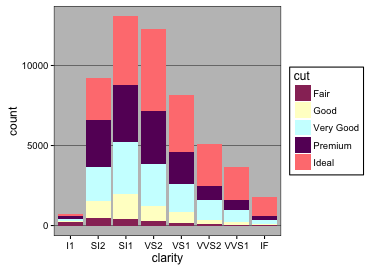 10000
5000
0
count
I1 SI2 SI1 VS2 VS1 VVS2 VVS1 IF
clarity
cut
Fair
Good
Very Good
Premium
Ideal